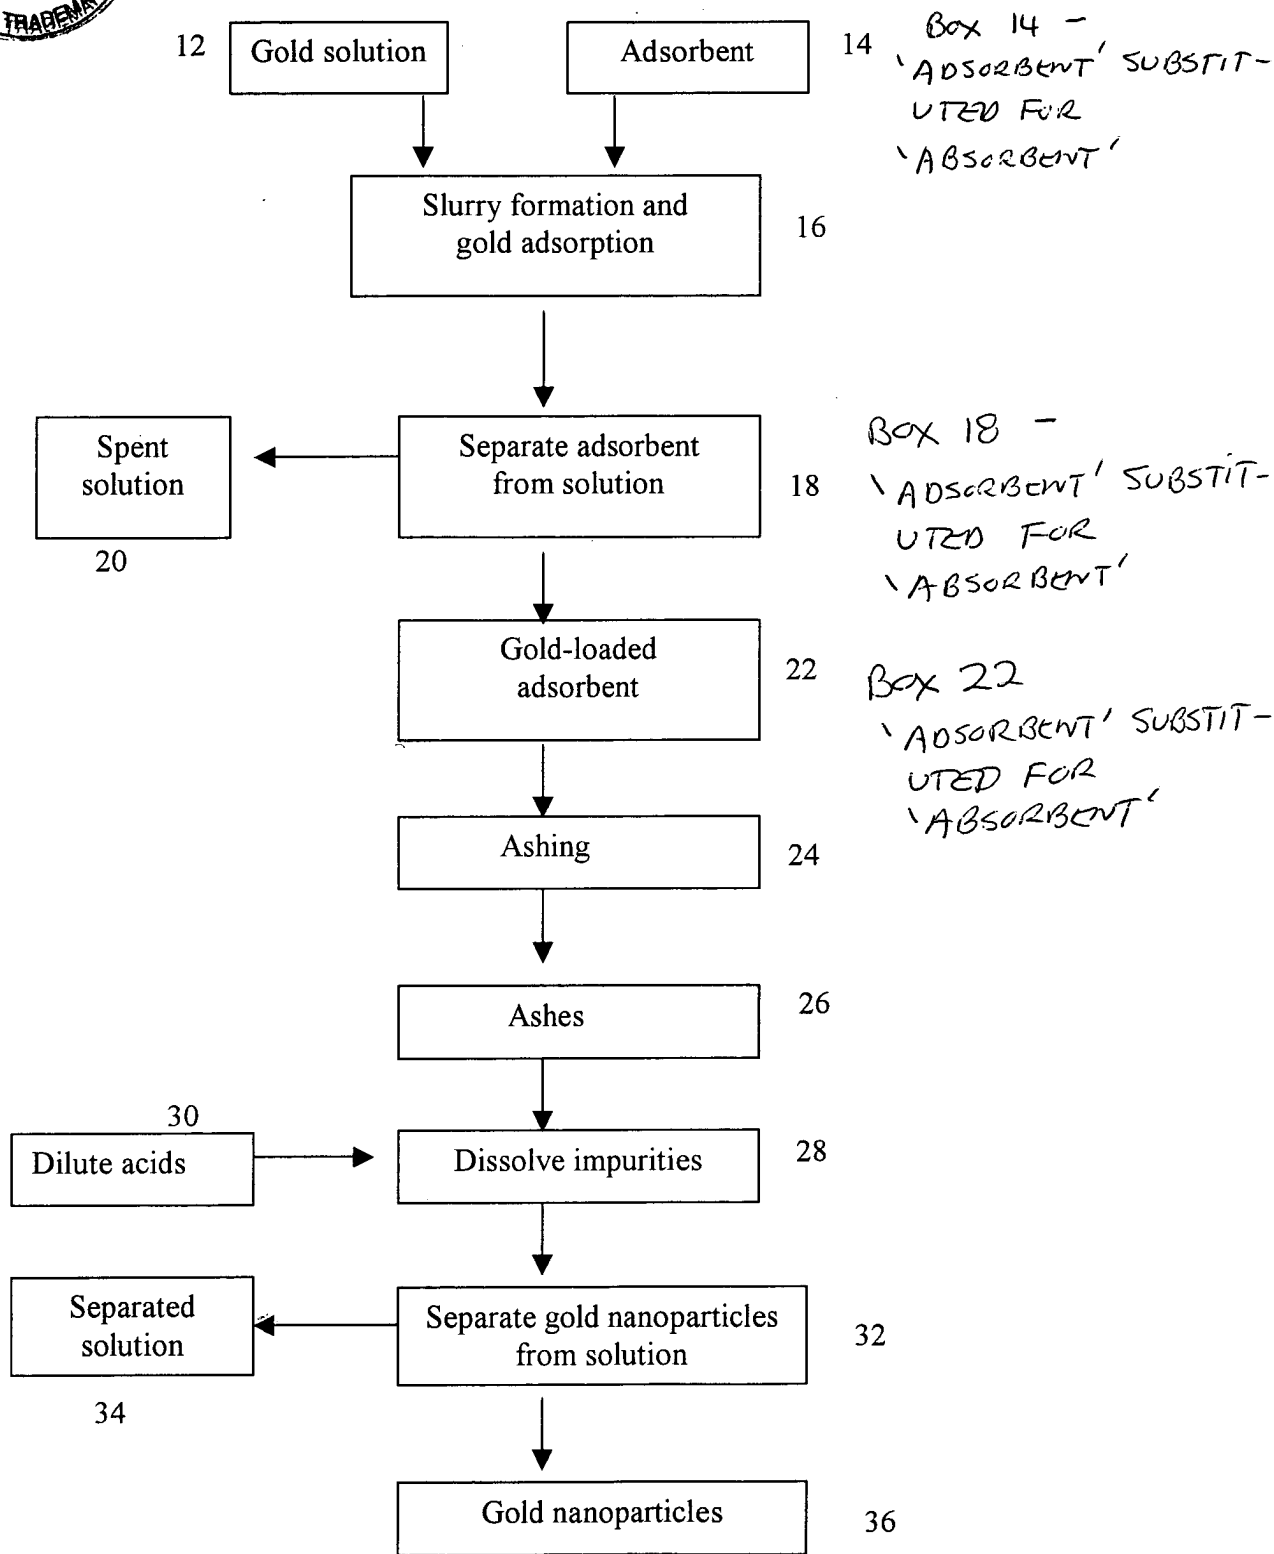 TRADEMA
12
Gold solution
Adsorbent
14
Box 14 -
'ADSORBENT' SUBSTIT-
UTED FOR
'ABSORBENT'
Slurry formation and
gold adsorption
16
Spent
solution
20
Separate adsorbent
from solution
18
Box 18 -
'ADSORBENT' SUBSTIT-
UTED FOR
'ABSORBENT'
Gold-loaded
adsorbent
22
Box 22
'ADSORBENT' SUBSTIT-
UTED FOR
'ABSORBENT'
Ashing
24
Ashes
26
30
Dilute acids
Dissolve impurities
28
Separated
solution
34
Separate gold nanoparticles
from solution
32
Gold nanoparticles
36